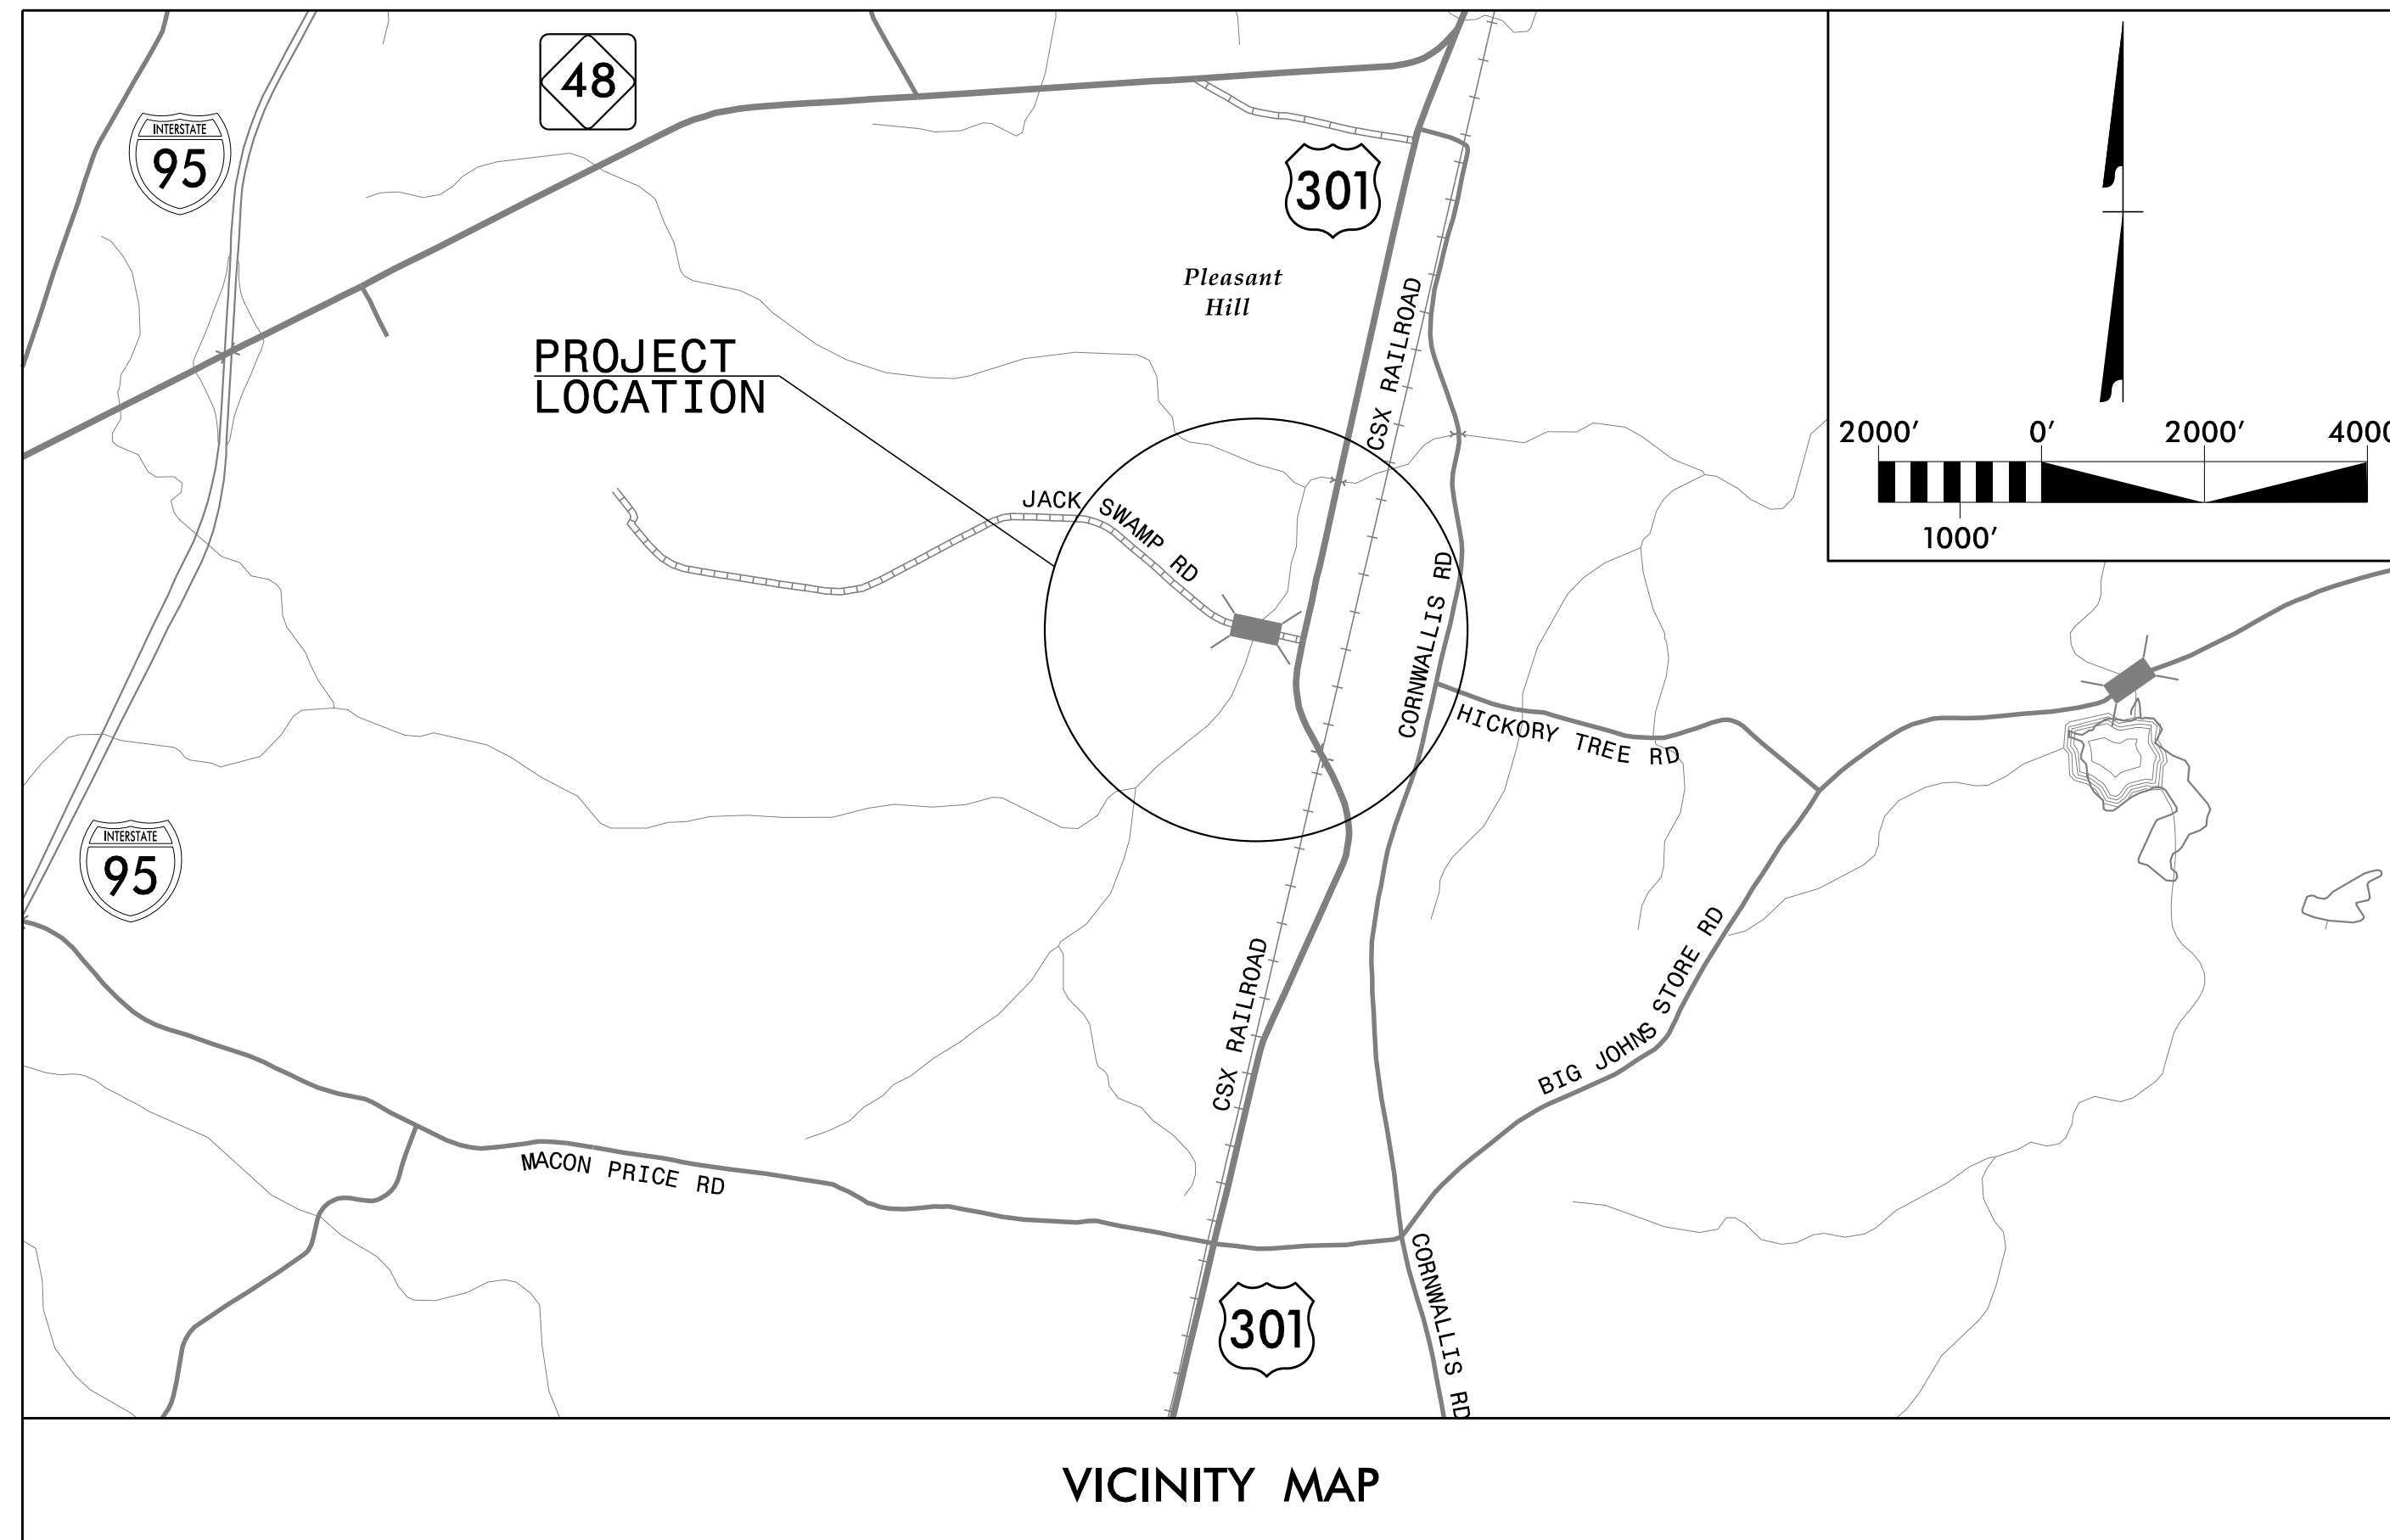 48
INTERSTATE
95
301
Pleasant
Hill
CSX RAILROAD
PROJECT
LOCATION
2000' 0' 2000' 4000
1000'
JACK SWAMP RD
CORNWALLIS RD
HICKORY TREE RD
INTERSTATE
95
CSX RAILROAD
BIG JOHNS STORE RD
MACON PRICE RD
301
CORNWALLIS RD
VICINITY MAP